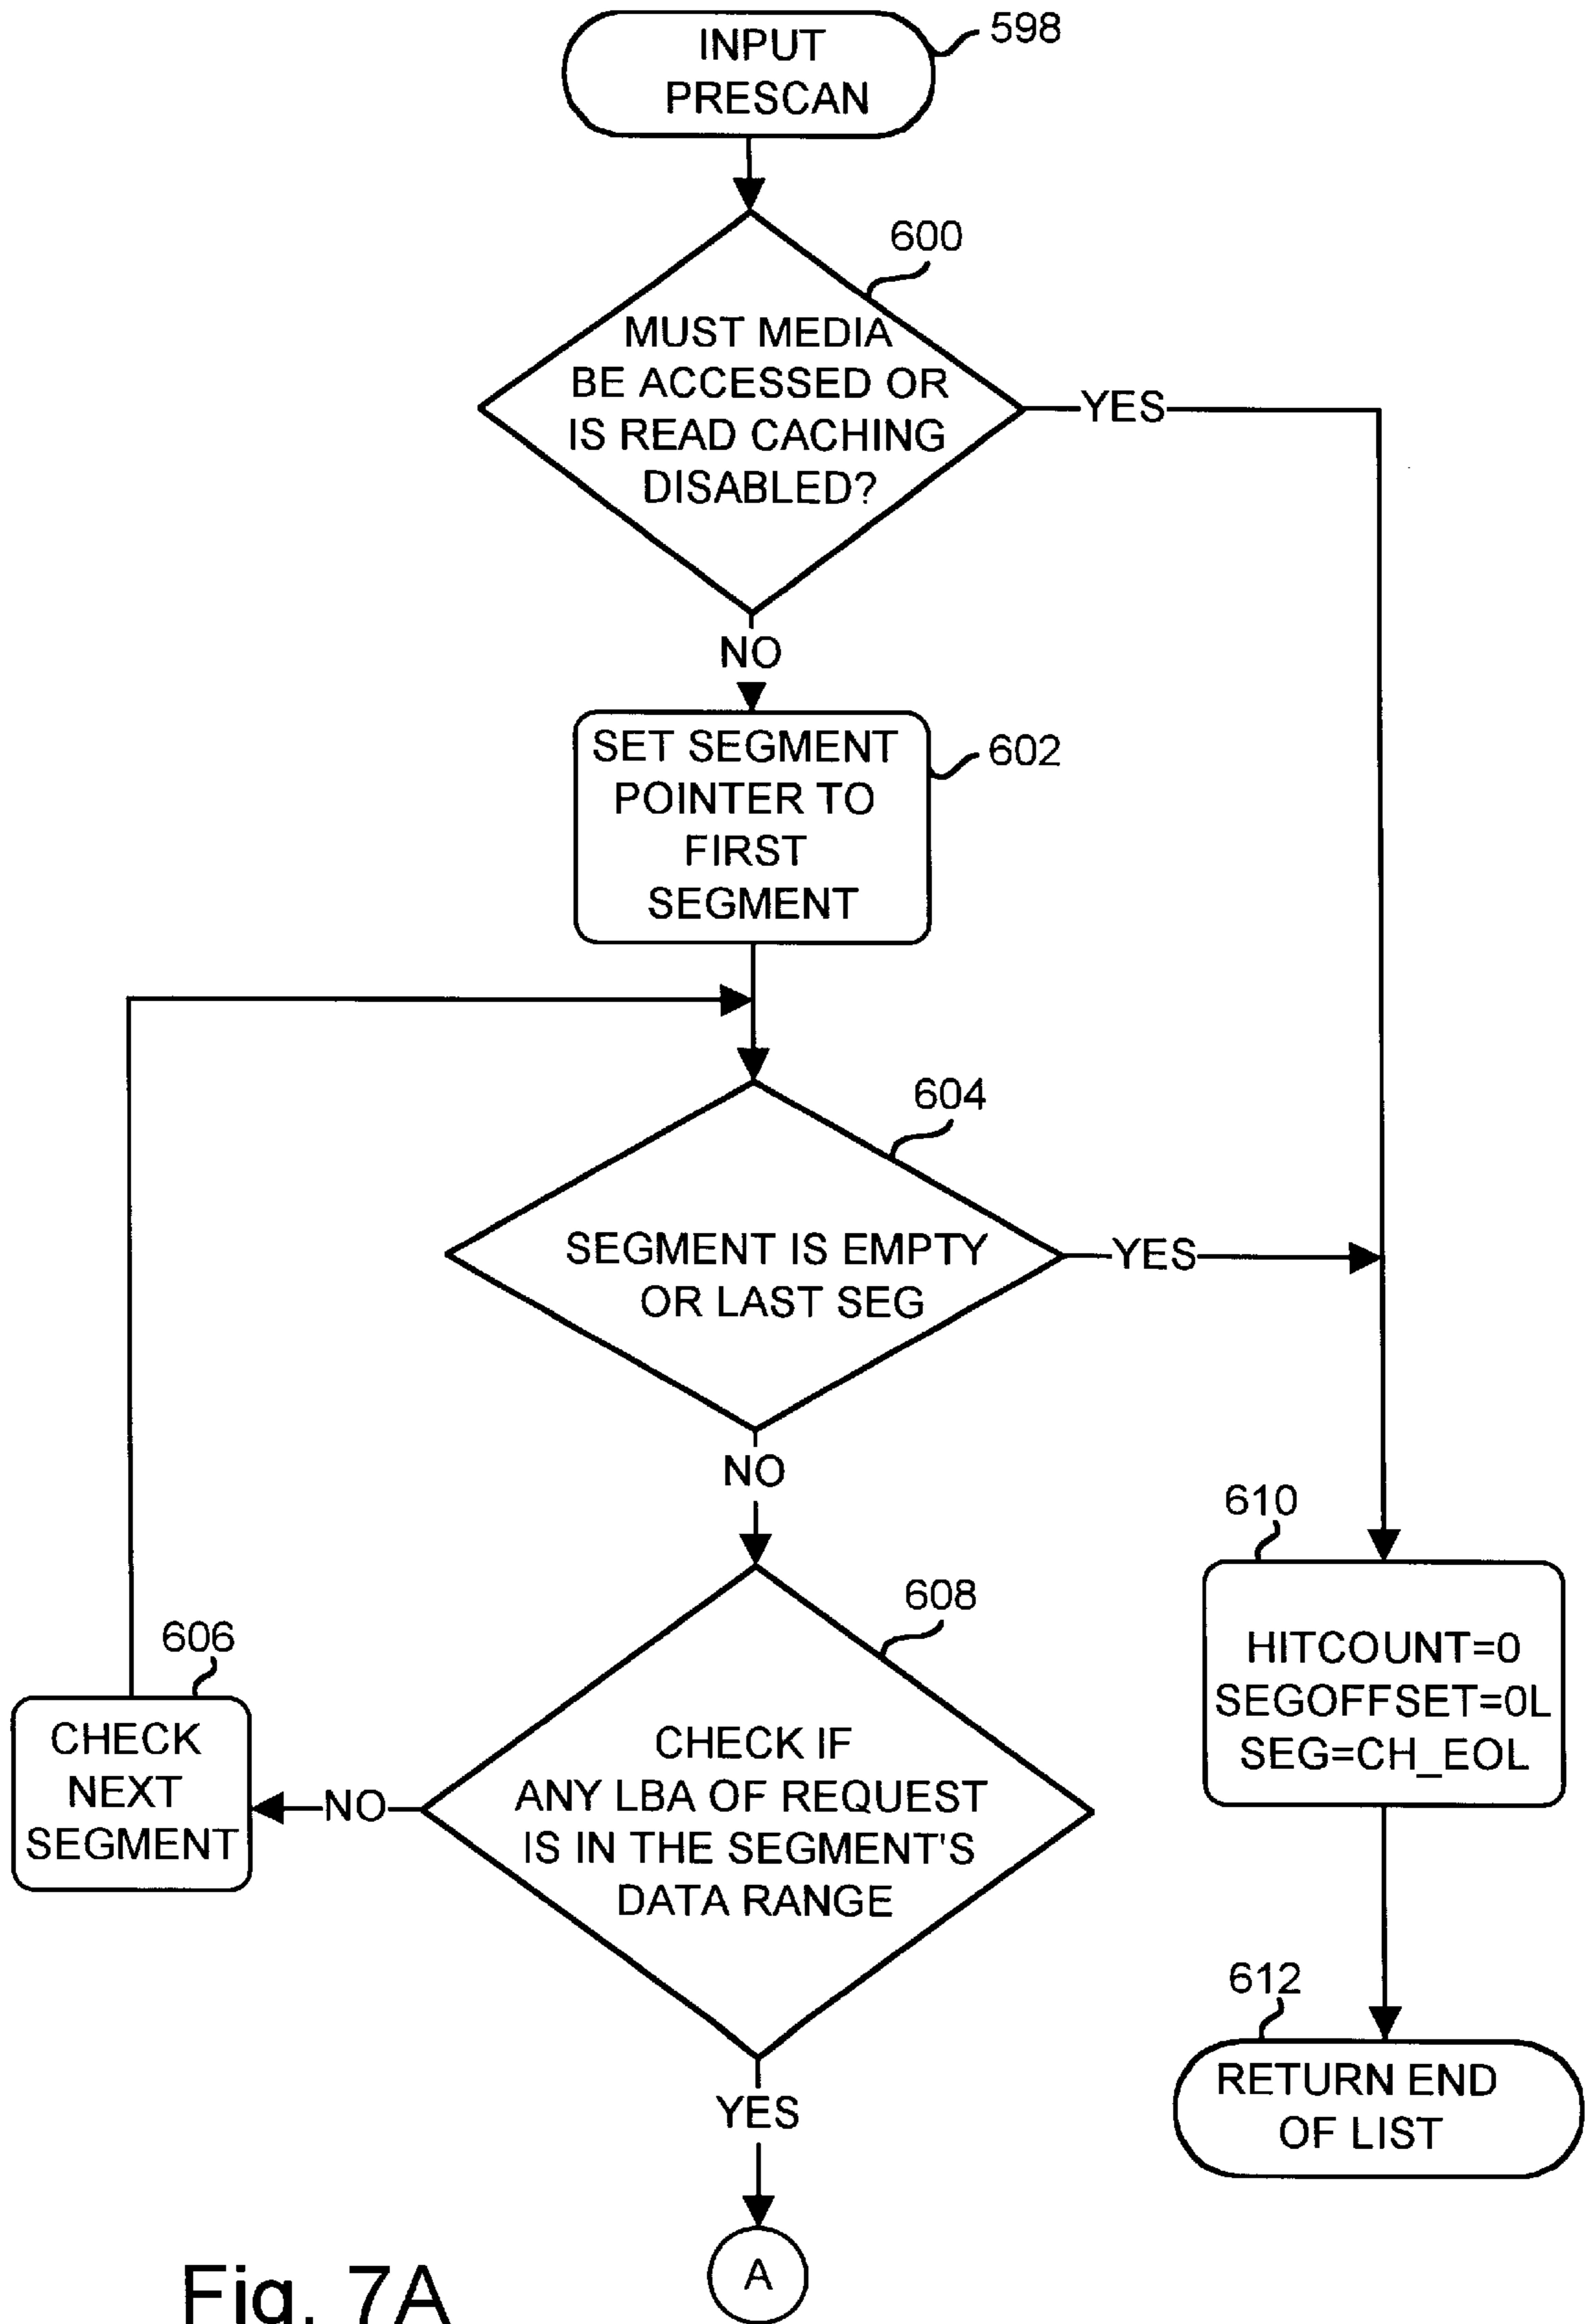 INPUT
PRESCAN
598
600
MUST MEDIA
BE ACCESSED OR
IS READ CACHING
DISABLED?
YES
NO
SET SEGMENT
POINTER TO
FIRST
SEGMENT
602
604
SEGMENT IS EMPTY
OR LAST SEG
YES
NO
606
CHECK
NEXT
SEGMENT
NO
608
CHECK IF
ANY LBA OF REQUEST
IS IN THE SEGMENT'S
DATA RANGE
610
HITCOUNT=0
SEGOFFSET=0L
SEG=CH_EOL
612
RETURN END
OF LIST
YES
A
Fig. 7A